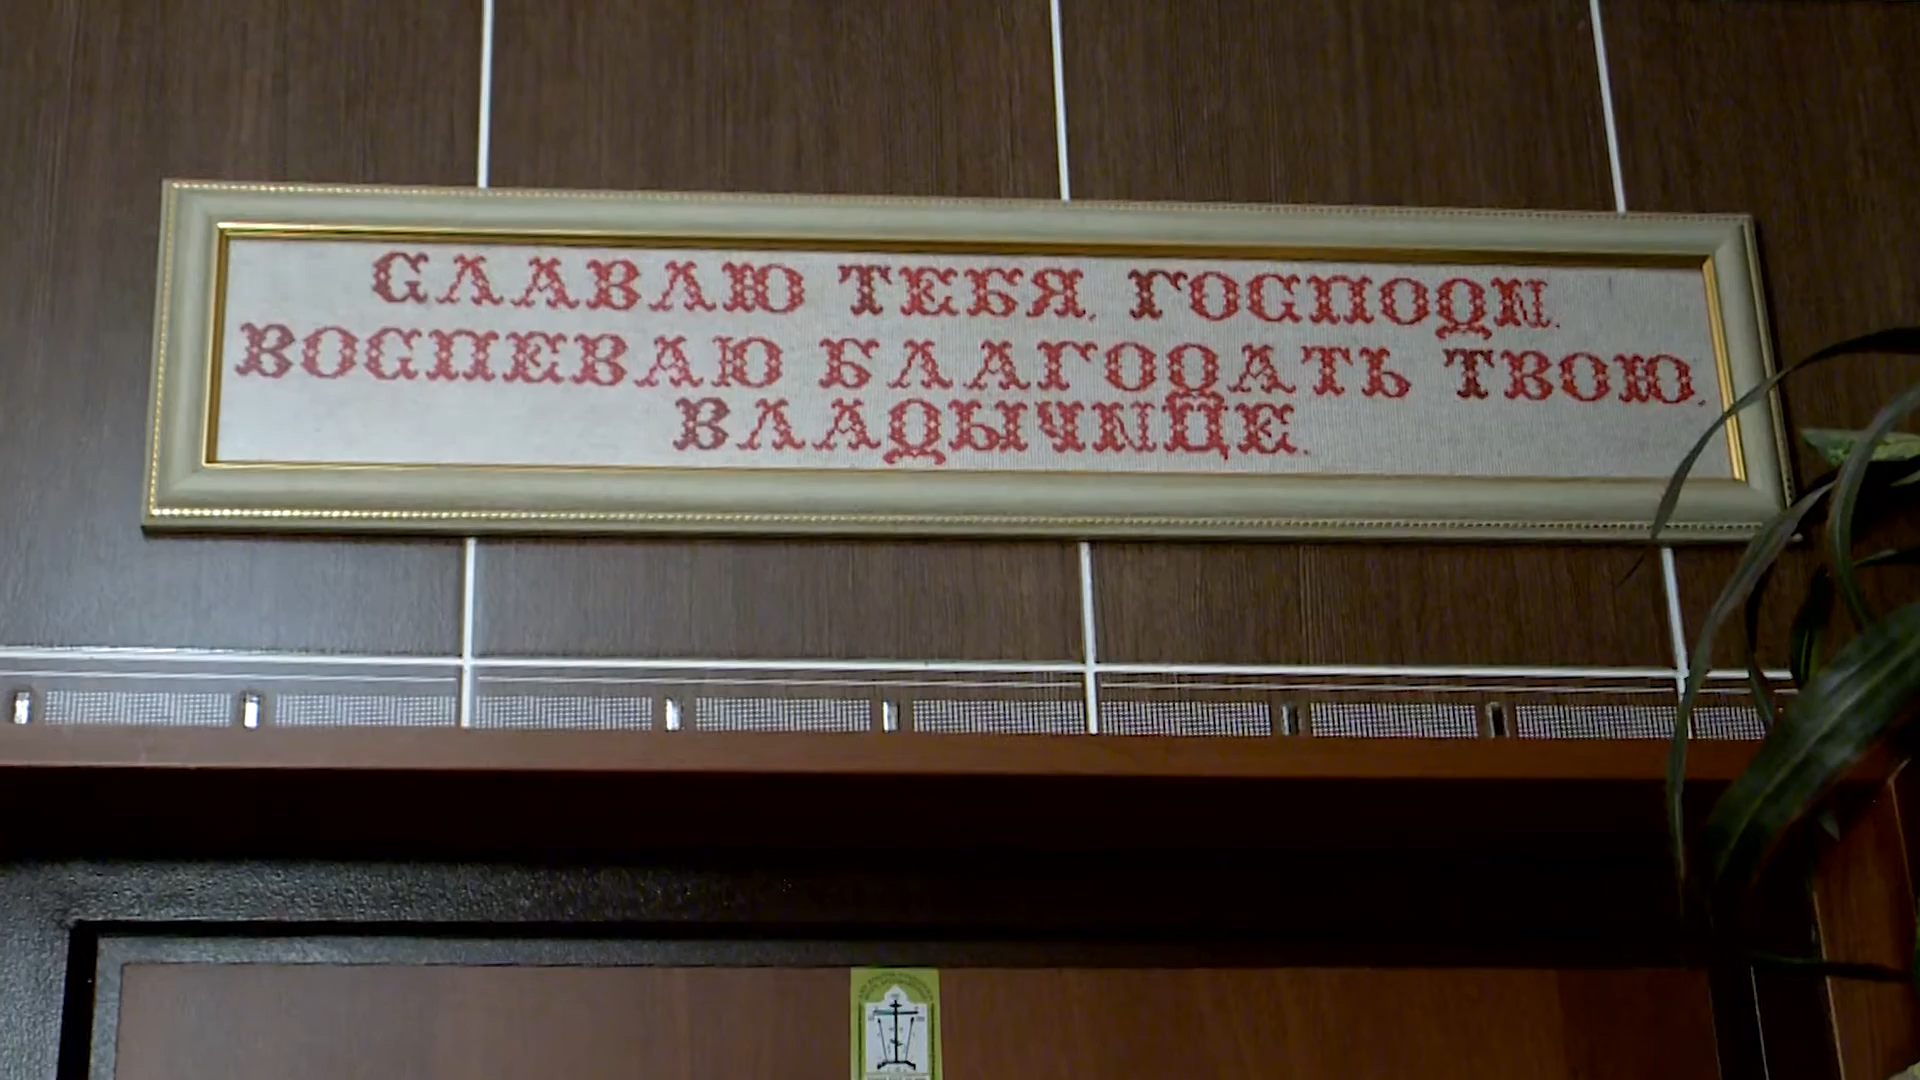 СЛАВЛЮ ТЕБЯ, ГОСПОДИ,
ВОСПЕВАЮ БЛАГОДАТЬ ТВОЮ,
ВЛАДЫЧИЦЕ.